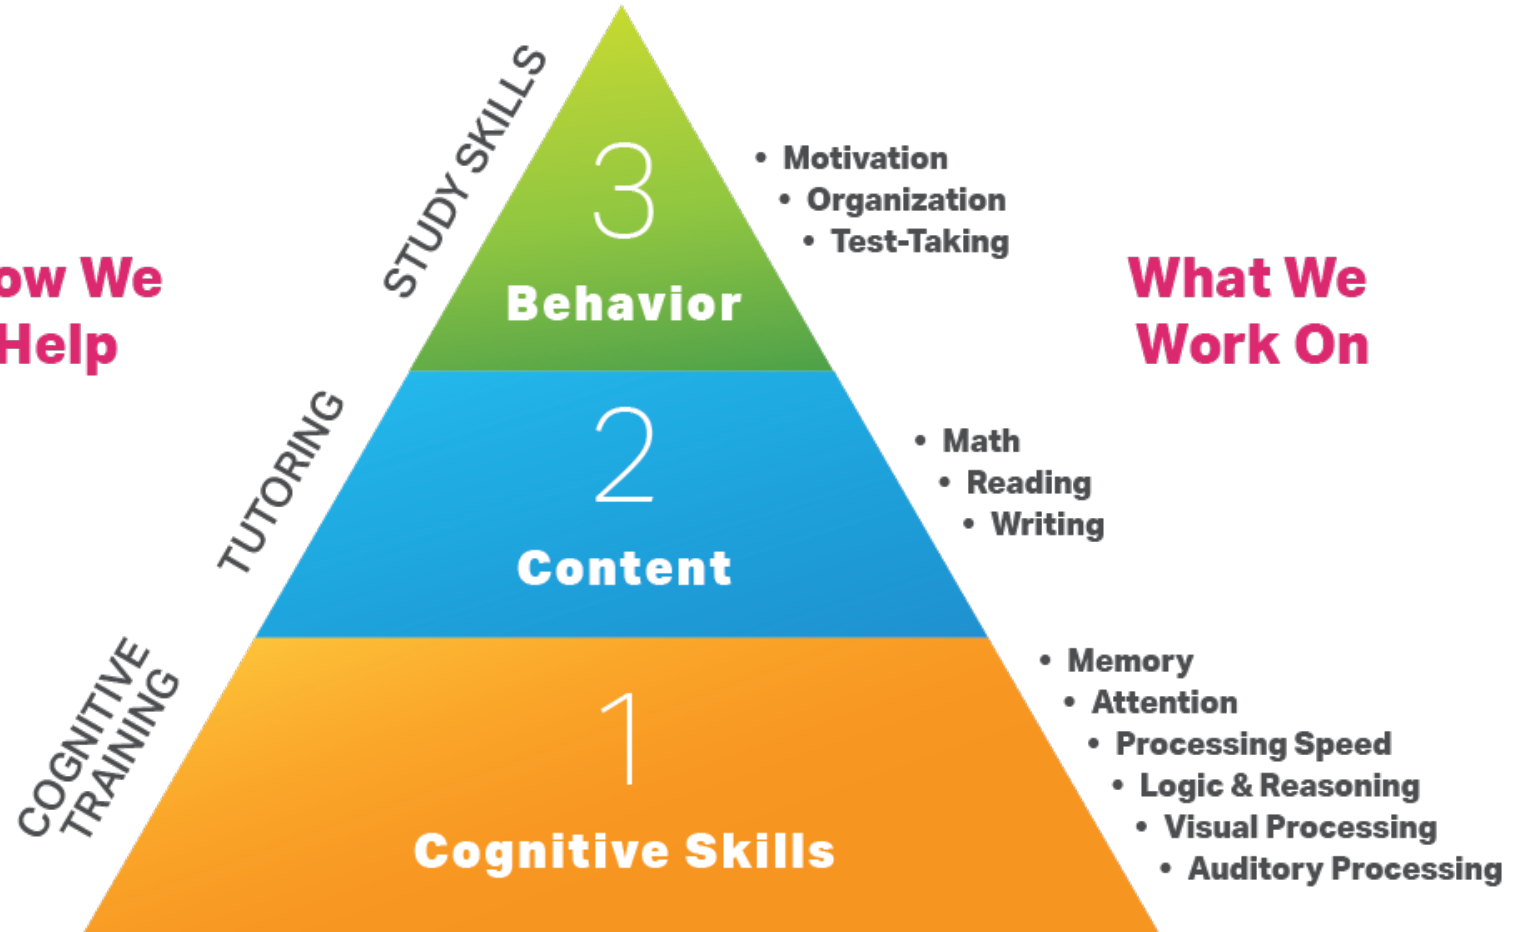 STUDY SKILLS
3
Behavior
• Motivation
• Organization
• Test-Taking
ow We
Help
What We
Work On
TUTORING
2
Content
• Math
• Reading
• Writing
COGNITIVE
TRAINING
1
Cognitive Skills
• Memory
• Attention
• Processing Speed
• Logic & Reasoning
• Visual Processing
• Auditory Processing